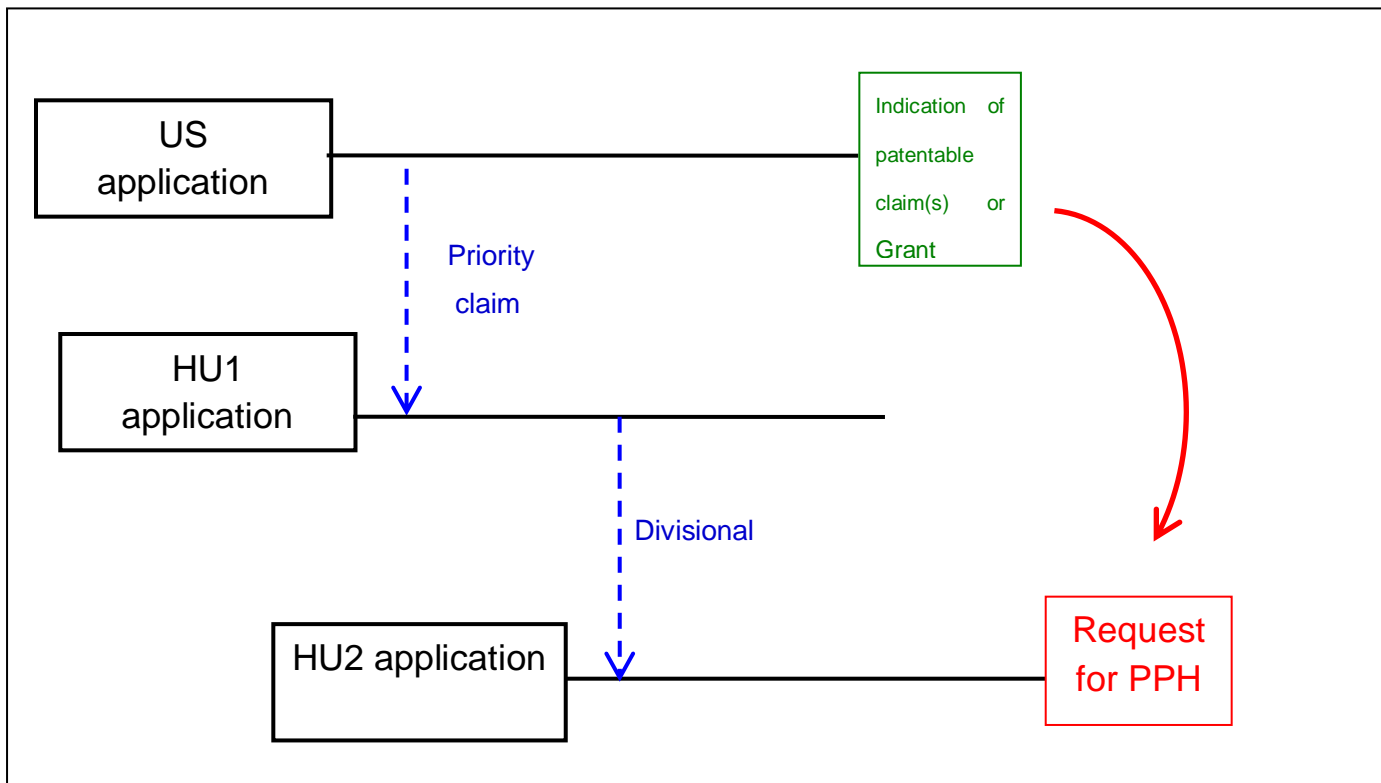 US
application
Indication of
patentable
claim(s) or
Grant
Priority
claim
HU1
application
Divisional
HU2 application
Request
for PPH